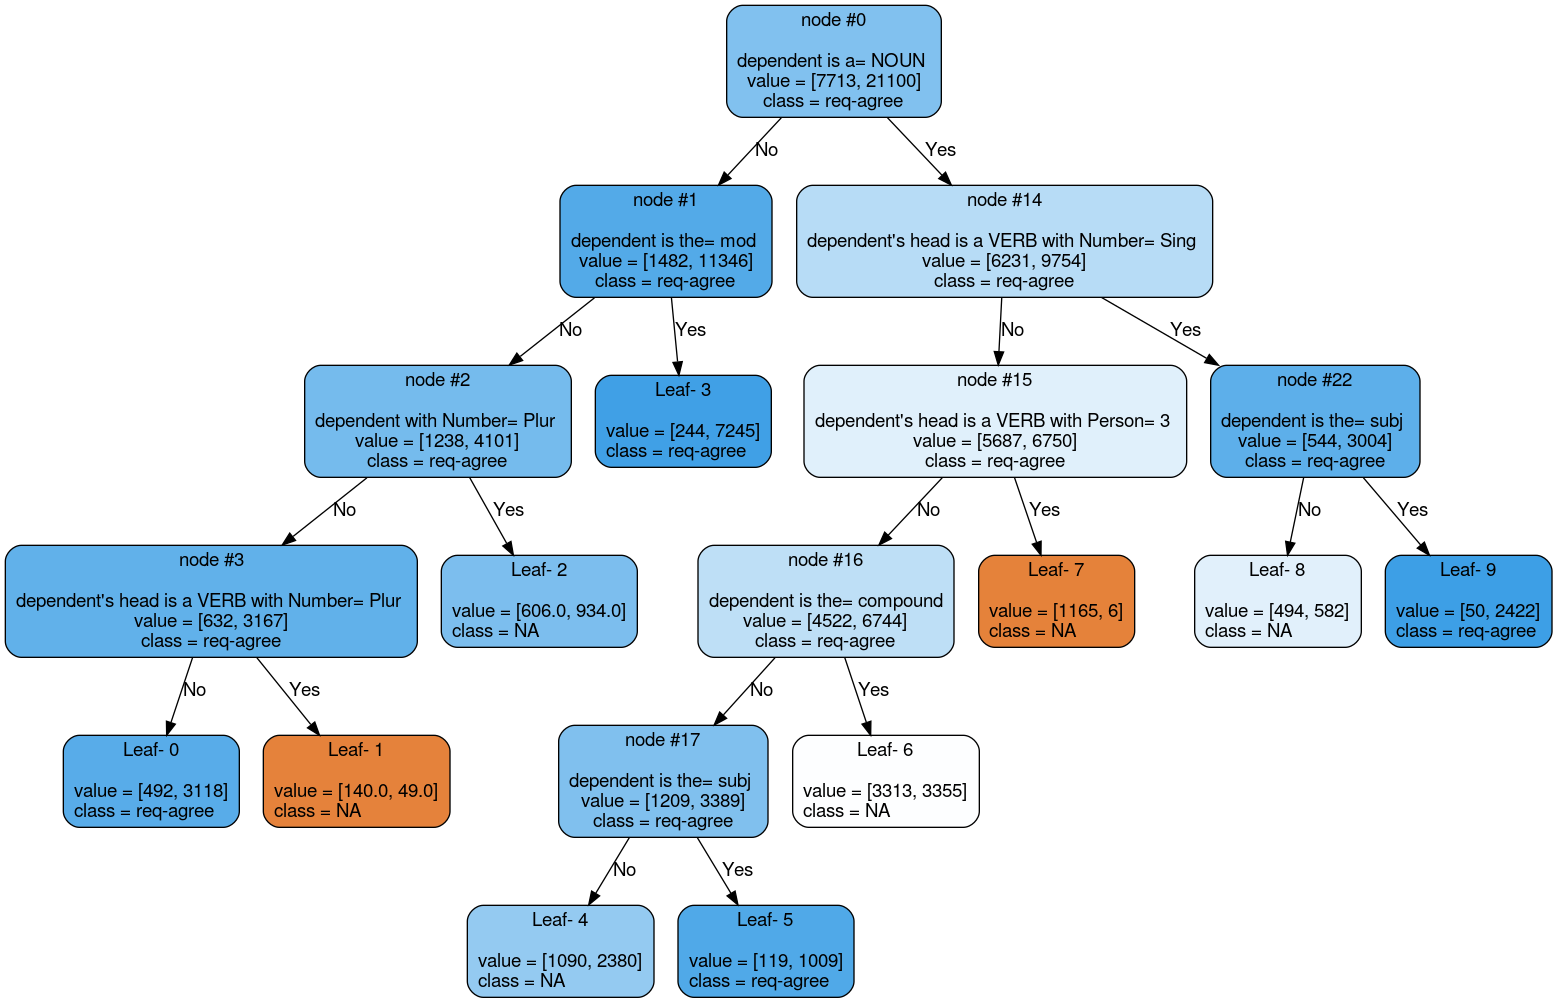 node #0
dependent is a= NOUN
value = [7713, 21100]
class = req-agree
No
Yes
node #1
dependent is the= mod
value = [1482, 11346]
class = req-agree
node #14
dependent's head is a VERB with Number= Sing
value = [6231, 9754]
class = req-agree
No
Yes
No
Yes
node #2
dependent with Number= Plur
value = [1238, 4101]
class = req-agree
Leaf- 3
value = [244, 7245]
class = req-agree
node #15
dependent's head is a VERB with Person= 3
value = [5687, 6750]
class = req-agree
node #22
dependent is the= subj
value = [544, 3004]
class = req-agree
No
Yes
No
Yes
No
Yes
node #3
dependent's head is a VERB with Number= Plur
value = [632, 3167]
class = req-agree
Leaf- 2
value = [606.0, 934.0]
class = NA
node #16
dependent is the= compound
value = [4522, 6744]
class = req-agree
Leaf- 7
value = [1165, 6]
class = NA
Leaf- 8
value = [494, 582]
class = NA
Leaf- 9
value = [50, 2422]
class = req-agree
No
Yes
No
Yes
Leaf- 0
value = [492, 3118]
class = req-agree
Leaf- 1
value = [140.0, 49.0]
class = NA
node #17
dependent is the= subj
value = [1209, 3389]
class = req-agree
Leaf- 6
value = [3313, 3355]
class = NA
No
Yes
Leaf- 4
value = [1090, 2380]
class = NA
Leaf- 5
value = [119, 1009]
class = req-agree